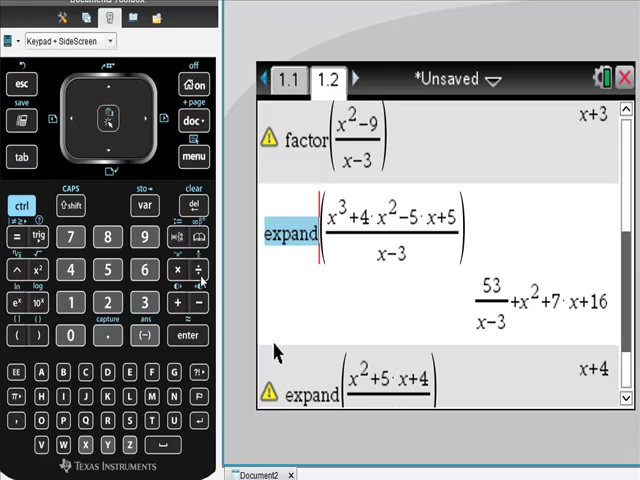 Documents Toolbox
Keypad + SideScreen
esc
off
on
save
+ page
doc
tab
menu
CAPS
sto→
clear
ctrl
⇧shift
var
del
= trig 7 8 9
^ x² 4 5 6 × ÷
ln log
eˣ 10ˣ 1 2 3 + −
{ } capture ans ≈
( ) 0 . (−) enter
EE A B C D E F G
π A H I J K L M N
, O P Q R S T U
V W X Y Z
TEXAS INSTRUMENTS
1.1 1.2 *Unsaved
factor((x²−9)/(x−3)) x+3
expand((x³+4·x²−5·x+5)/(x−3))
53/(x−3)+x²+7·x+16
expand((x²+5·x+4) x+4
Document2